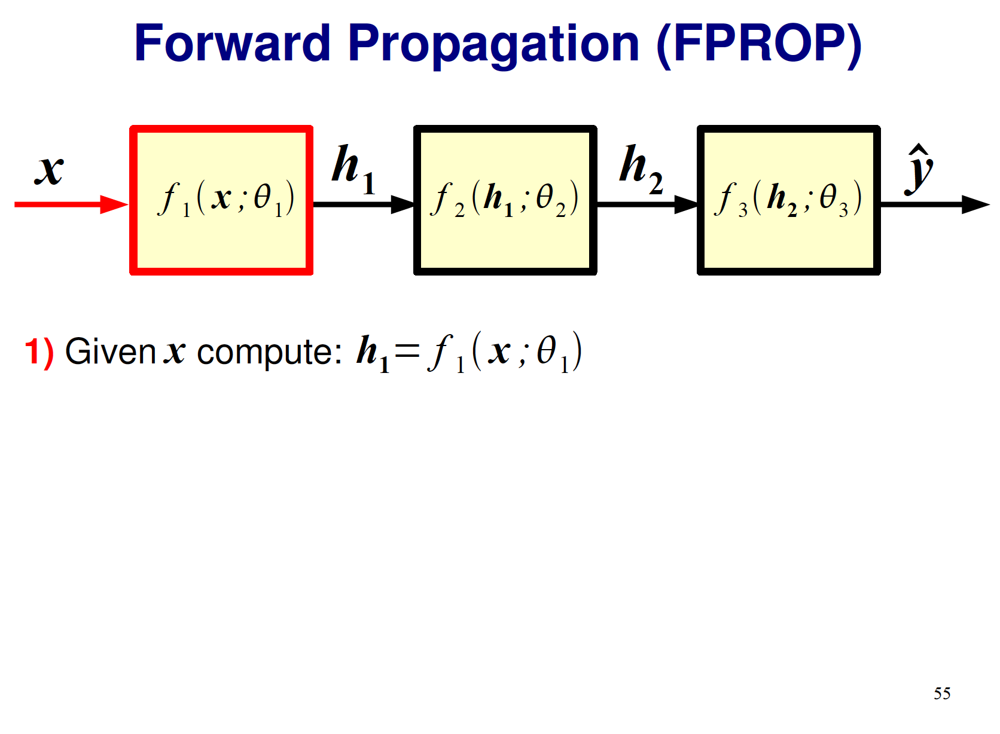 Forward Propagation (FPROP)
x h₁ h₂ ŷ
f₁(x;θ₁) f₂(h₁;θ₂) f₃(h₂;θ₃)
1) Given x compute: h₁=f₁(x;θ₁)
55